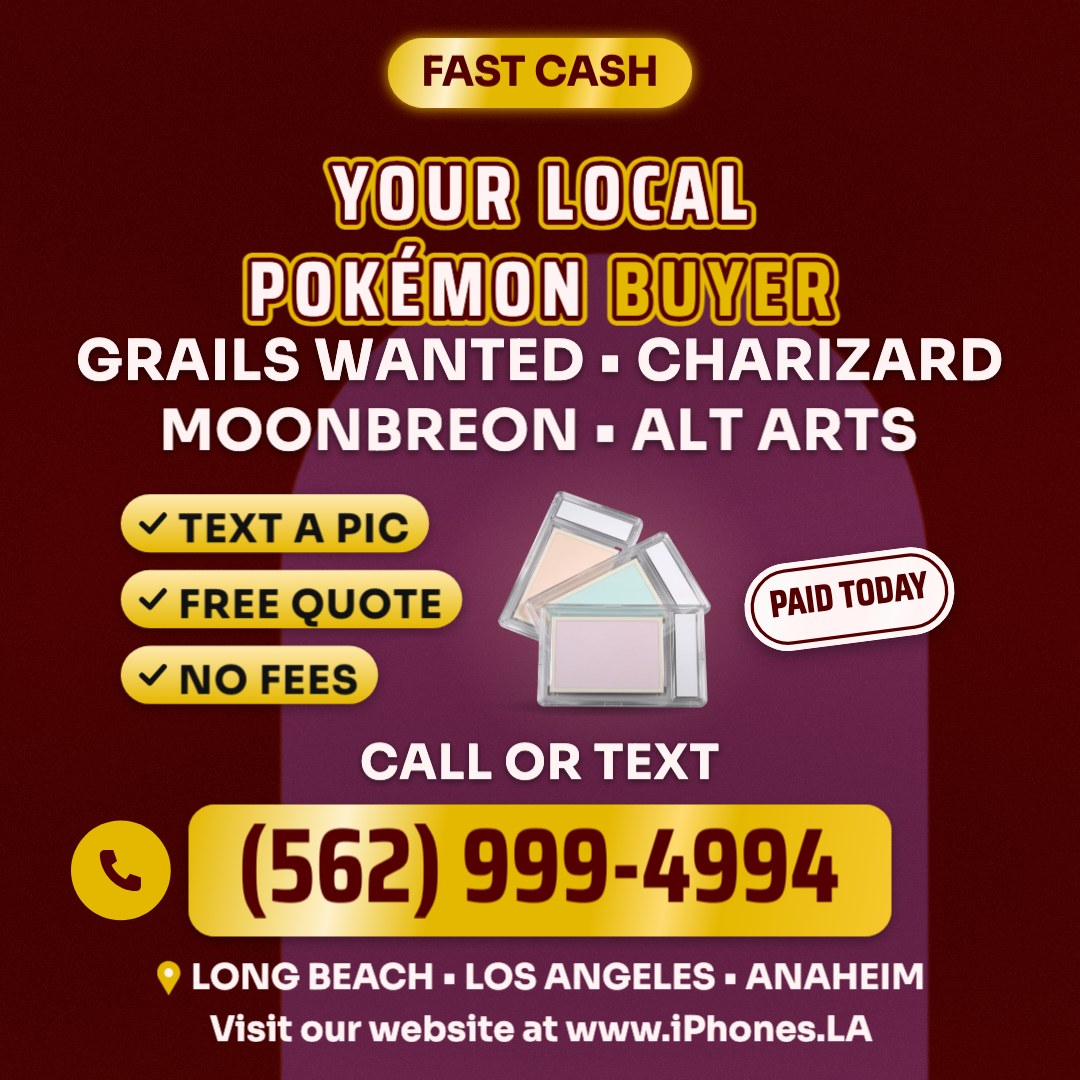 FAST CASH
YOUR LOCAL
POKÉMON BUYER
GRAILS WANTED ▪ CHARIZARD
MOONBREON ▪ ALT ARTS
✓ TEXT A PIC
✓ FREE QUOTE
✓ NO FEES
PAID TODAY
CALL OR TEXT
(562) 999-4994
LONG BEACH ▪ LOS ANGELES ▪ ANAHEIM
Visit our website at www.iPhones.LA